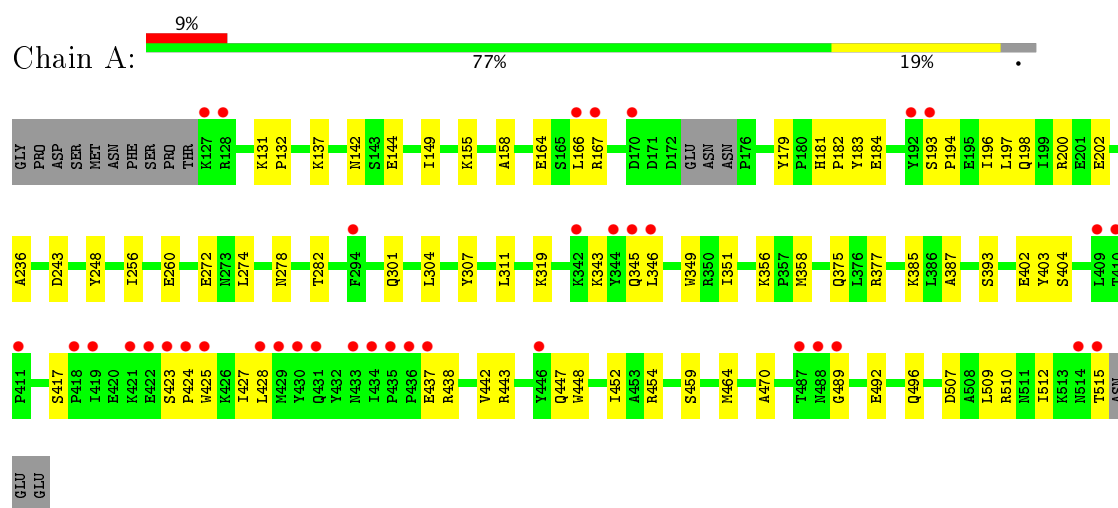 9%
Chain A:
77% 19% •
GLY PRO ASP SER MET ASN PHE SER PRO THR K127 R128 K131 P132 K137 N142 S143 E144 I149 K155 A158 E164 S165 L166 R167 D170 D171 D172 GLU ASN ASN P176 Y179 P180 H181 P182 Y183 E184 Y192 S193 P194 E195 I196 L197 Q198 I199 R200 E201 E202
A236 D243 Y248 I256 E260 E272 N273 L274 N278 T282 F294 Q301 L304 Y307 L311 K319 K342 K343 Y344 Q345 L346 W349 R350 I351 K356 P357 M358 Q375 L376 R377 K385 L386 A387 S393 E402 Y403 S404 L409 T410
P411 S417 P418 I419 E420 K421 E422 S423 P424 W425 K426 I427 L428 M429 Y430 Q431 Y432 N433 I434 P435 P436 E437 R438 V442 R443 Y446 Q447 W448 I452 A453 R454 S459 M464 A470 T487 N488 G489 E492 Q496 D507 A508 L509 R510 N511 I512 K513 N514 T515 ASN
GLU GLU